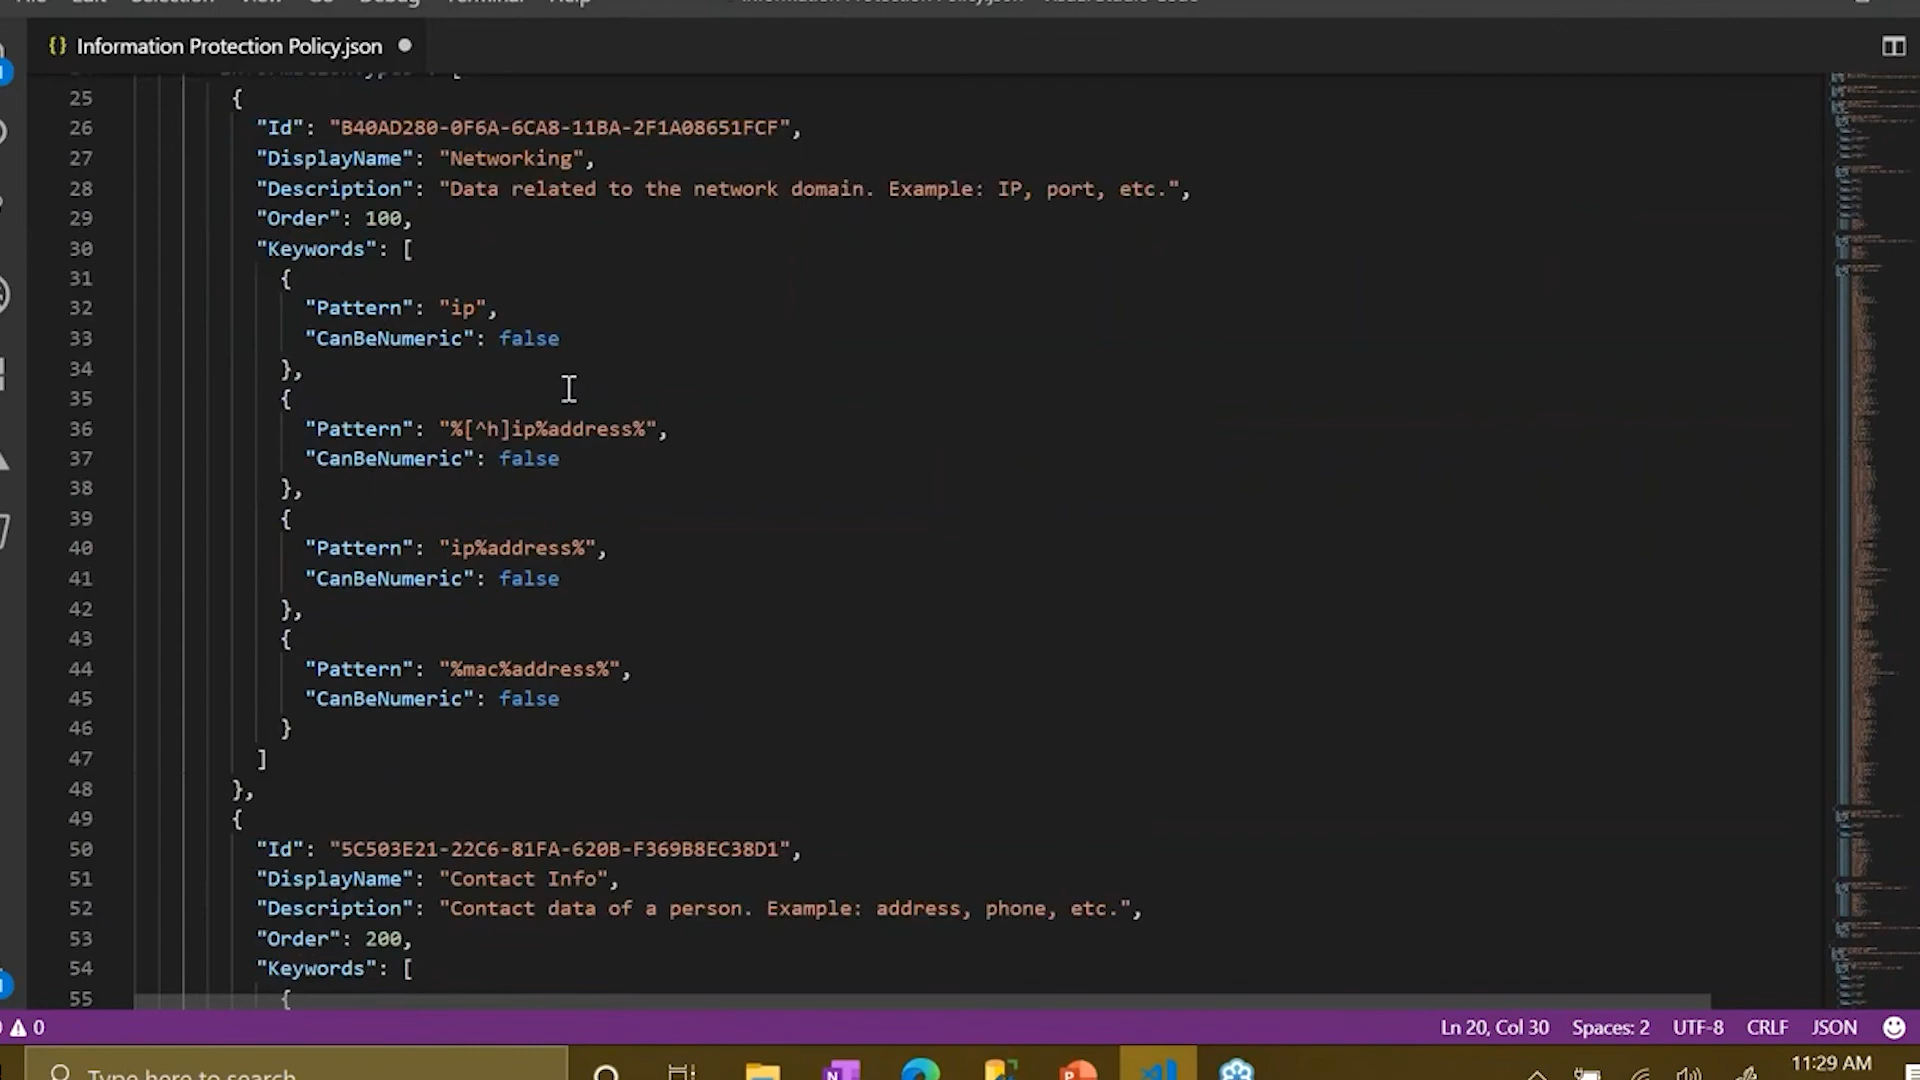 Information Protection Policy.json
25 {
26 "Id": "B40AD280-0F6A-6CA8-11BA-2F1A08651FCF",
27 "DisplayName": "Networking",
28 "Description": "Data related to the network domain. Example: IP, port, etc.",
29 "Order": 100,
30 "Keywords": [
31 {
32 "Pattern": "ip",
33 "CanBeNumeric": false
34 },
35 {
36 "Pattern": "%[^h]ip%address%",
37 "CanBeNumeric": false
38 },
39 {
40 "Pattern": "ip%address%",
41 "CanBeNumeric": false
42 },
43 {
44 "Pattern": "%mac%address%",
45 "CanBeNumeric": false
46 }
47 ]
48 },
49 {
50 "Id": "5C503E21-22C6-81FA-620B-F369B8EC38D1",
51 "DisplayName": "Contact Info",
52 "Description": "Contact data of a person. Example: address, phone, etc.",
53 "Order": 200,
54 "Keywords": [
55 {
0 Ln 20, Col 30 Spaces: 2 UTF-8 CRLF JSON
Type here to search
11:29 AM